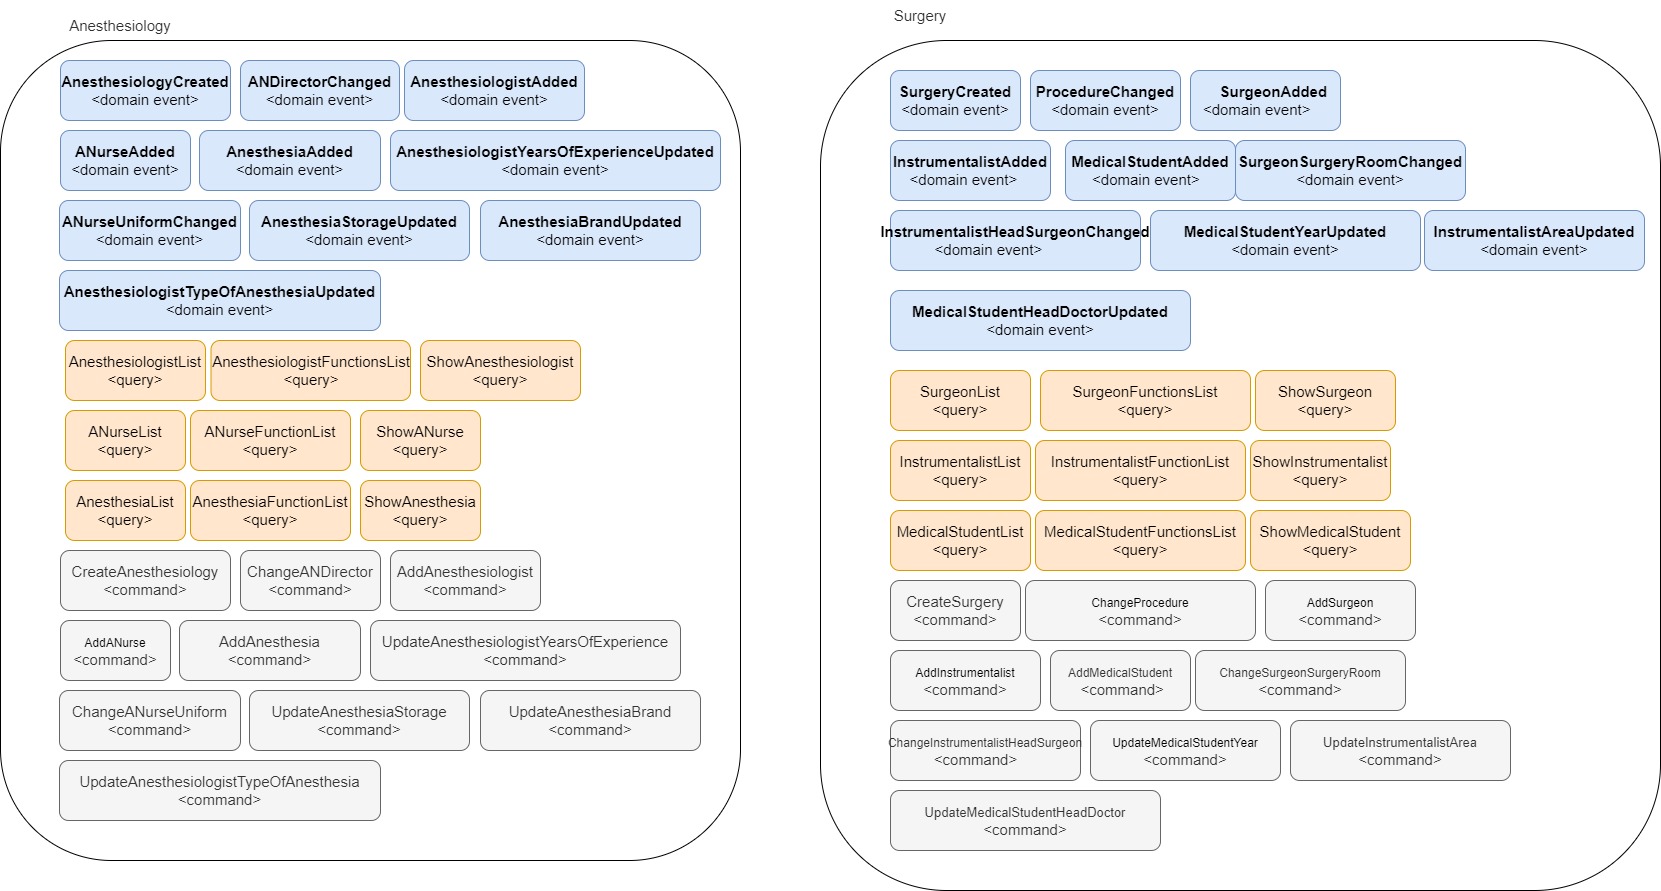 Anesthesiology
AnesthesiologyCreated
<domain event>
ANDirectorChanged
<domain event>
AnesthesiologistAdded
<domain event>
ANurseAdded
<domain event>
AnesthesiaAdded
<domain event>
AnesthesiologistYearsOfExperienceUpdated
<domain event>
ANurseUniformChanged
<domain event>
AnesthesiaStorageUpdated
<domain event>
AnesthesiaBrandUpdated
<domain event>
AnesthesiologistTypeOfAnesthesiaUpdated
<domain event>
AnesthesiologistList
<query>
AnesthesiologistFunctionsList
<query>
ShowAnesthesiologist
<query>
ANurseList
<query>
ANurseFunctionList
<query>
ShowANurse
<query>
AnesthesiaList
<query>
AnesthesiaFunctionList
<query>
ShowAnesthesia
<query>
CreateAnesthesiology
<command>
ChangeANDirector
<command>
AddAnesthesiologist
<command>
AddANurse
<command>
AddAnesthesia
<command>
UpdateAnesthesiologistYearsOfExperience
<command>
ChangeANurseUniform
<command>
UpdateAnesthesiaStorage
<command>
UpdateAnesthesiaBrand
<command>
UpdateAnesthesiologistTypeOfAnesthesia
<command>
Surgery
SurgeryCreated
<domain event>
ProcedureChanged
<domain event>
SurgeonAdded
<domain event>
InstrumentalistAdded
<domain event>
MedicalStudentAdded
<domain event>
SurgeonSurgeryRoomChanged
<domain event>
InstrumentalistHeadSurgeonChanged
<domain event>
MedicalStudentYearUpdated
<domain event>
InstrumentalistAreaUpdated
<domain event>
MedicalStudentHeadDoctorUpdated
<domain event>
SurgeonList
<query>
SurgeonFunctionsList
<query>
ShowSurgeon
<query>
InstrumentalistList
<query>
InstrumentalistFunctionList
<query>
ShowInstrumentalist
<query>
MedicalStudentList
<query>
MedicalStudentFunctionsList
<query>
ShowMedicalStudent
<query>
CreateSurgery
<command>
ChangeProcedure
<command>
AddSurgeon
<command>
AddInstrumentalist
<command>
AddMedicalStudent
<command>
ChangeSurgeonSurgeryRoom
<command>
ChangeInstrumentalistHeadSurgeon
<command>
UpdateMedicalStudentYear
<command>
UpdateInstrumentalistArea
<command>
UpdateMedicalStudentHeadDoctor
<command>